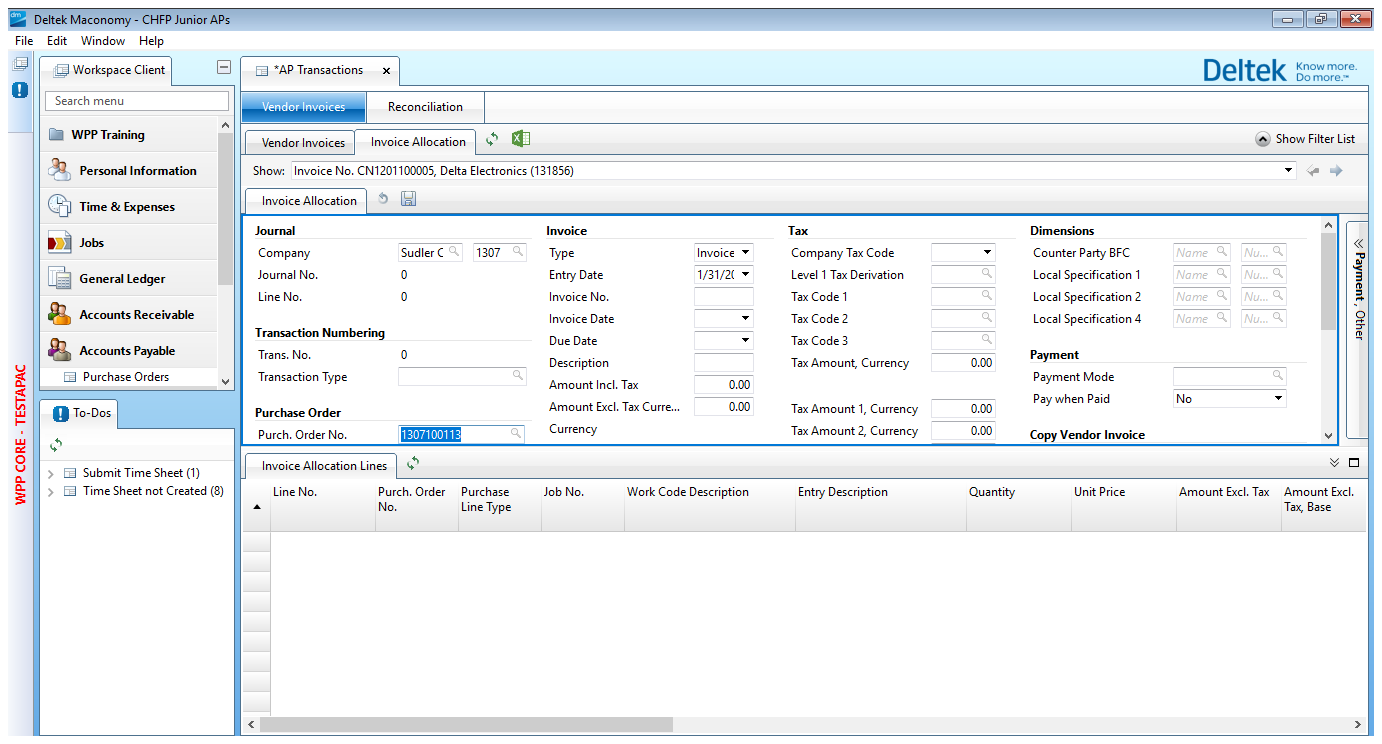 Deltek Maconomy - CHFP Junior APs
File Edit Window Help
Workspace Client
*AP Transactions
Deltek Know more. Do more.™
Search menu
Vendor Invoices Reconciliation
WPP Training
Vendor Invoices Invoice Allocation Show Filter List
Personal Information
Show: Invoice No. CN1201100005, Delta Electronics (131856)
Time & Expenses
Invoice Allocation
Jobs
General Ledger
Accounts Receivable
Accounts Payable
Purchase Orders
Journal
Company Sudler C 1307
Journal No. 0
Line No. 0
Transaction Numbering
Trans. No. 0
Transaction Type
Purchase Order
Purch. Order No. 1307100113
Invoice
Type Invoice
Entry Date 1/31/20
Invoice No.
Invoice Date
Due Date
Description
Amount Incl. Tax 0.00
Amount Excl. Tax Curre... 0.00
Currency
Tax
Company Tax Code
Level 1 Tax Derivation
Tax Code 1
Tax Code 2
Tax Code 3
Tax Amount, Currency 0.00
Tax Amount 1, Currency 0.00
Tax Amount 2, Currency 0.00
Dimensions
Counter Party BFC Name Nu...
Local Specification 1 Name Nu...
Local Specification 2 Name Nu...
Local Specification 4 Name Nu...
Payment
Payment Mode
Pay when Paid No
Copy Vendor Invoice
Payment , Other
WPP CORE - TESTAPAC
To-Dos
Submit Time Sheet (1)
Time Sheet not Created (8)
Invoice Allocation Lines
Line No. Purch. Order No. Purchase Line Type Job No. Work Code Description Entry Description Quantity Unit Price Amount Excl. Tax Amount Excl. Tax, Base